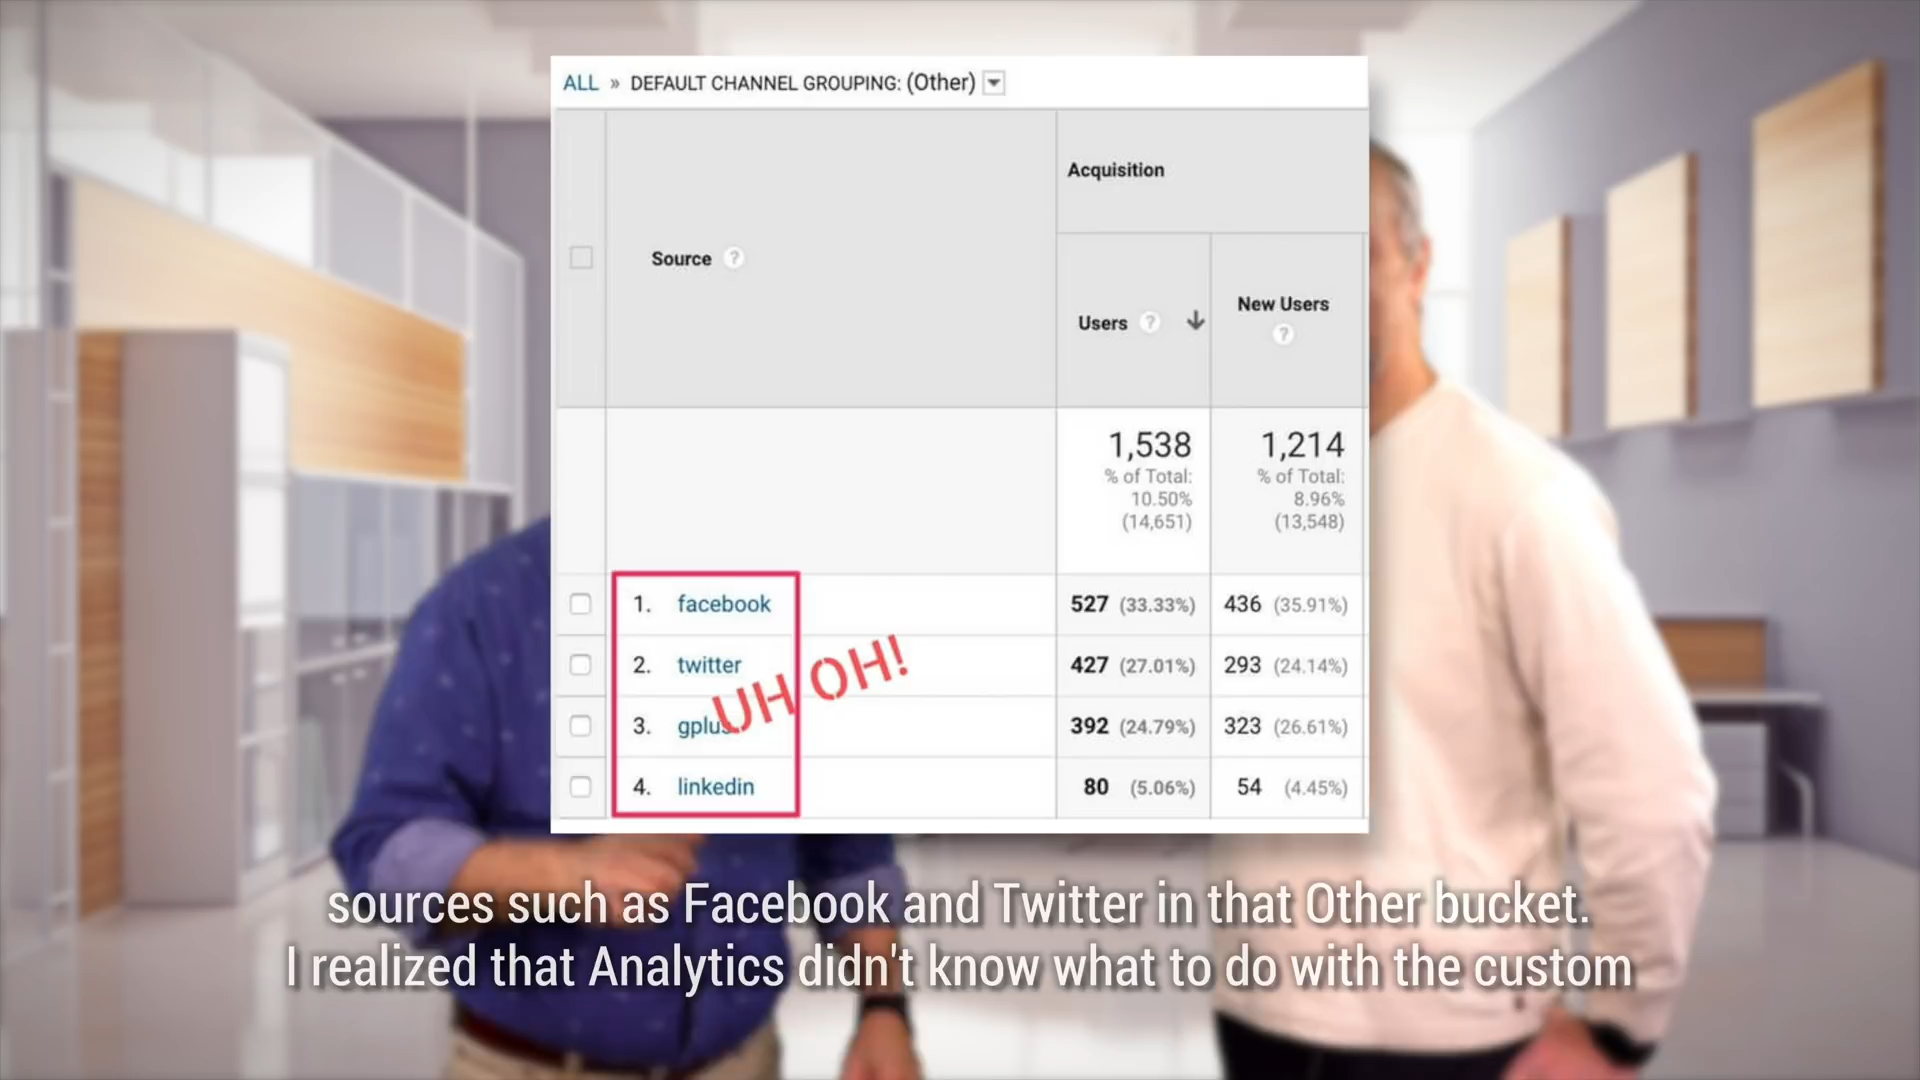 ALL » DEFAULT CHANNEL GROUPING: (Other)
Acquisition
Source ?
Users ?
New Users
?
1,538 1,214
% of Total: % of Total:
10.50% 8.96%
(14,651) (13,548)
1. facebook 527 (33.33%) 436 (35.91%)
2. twitter 427 (27.01%) 293 (24.14%)
UH OH!
3. gplus 392 (24.79%) 323 (26.61%)
4. linkedin 80 (5.06%) 54 (4.45%)
sources such as Facebook and Twitter in that Other bucket.
I realized that Analytics didn't know what to do with the custom